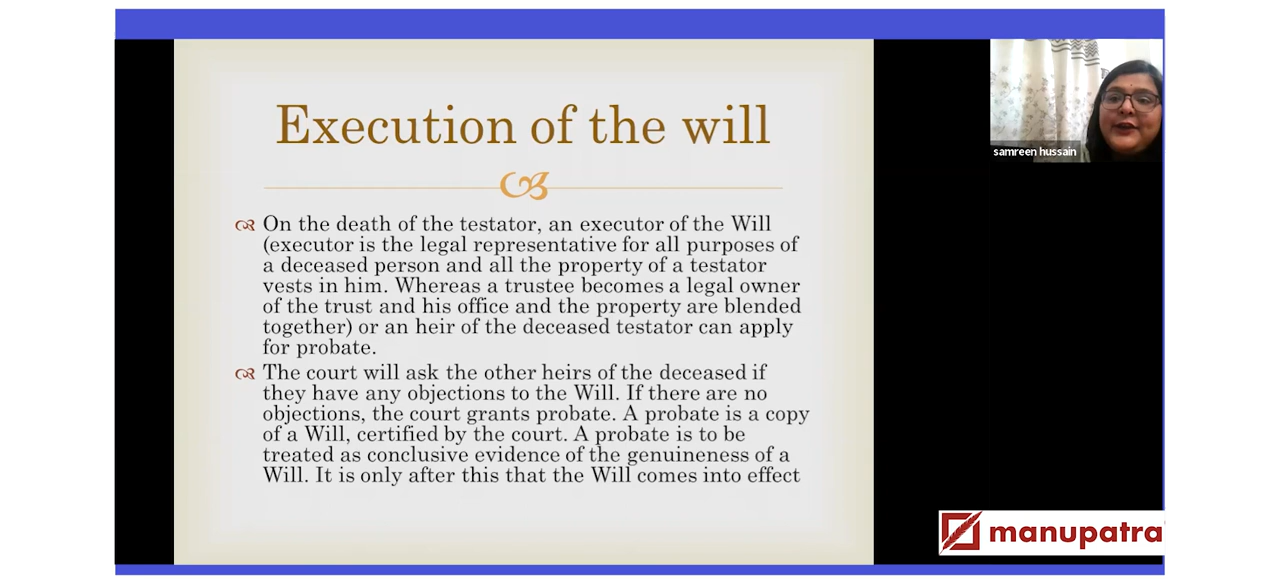 Execution of the will
On the death of the testator, an executor of the Will
(executor is the legal representative for all purposes of
a deceased person and all the property of a testator
vests in him. Whereas a trustee becomes a legal owner
of the trust and his office and the property are blended
together) or an heir of the deceased testator can apply
for probate.
The court will ask the other heirs of the deceased if
they have any objections to the Will. If there are no
objections, the court grants probate. A probate is a copy
of a Will, certified by the court. A probate is to be
treated as conclusive evidence of the genuineness of a
Will. It is only after this that the Will comes into effect
samreen hussain
manupatra